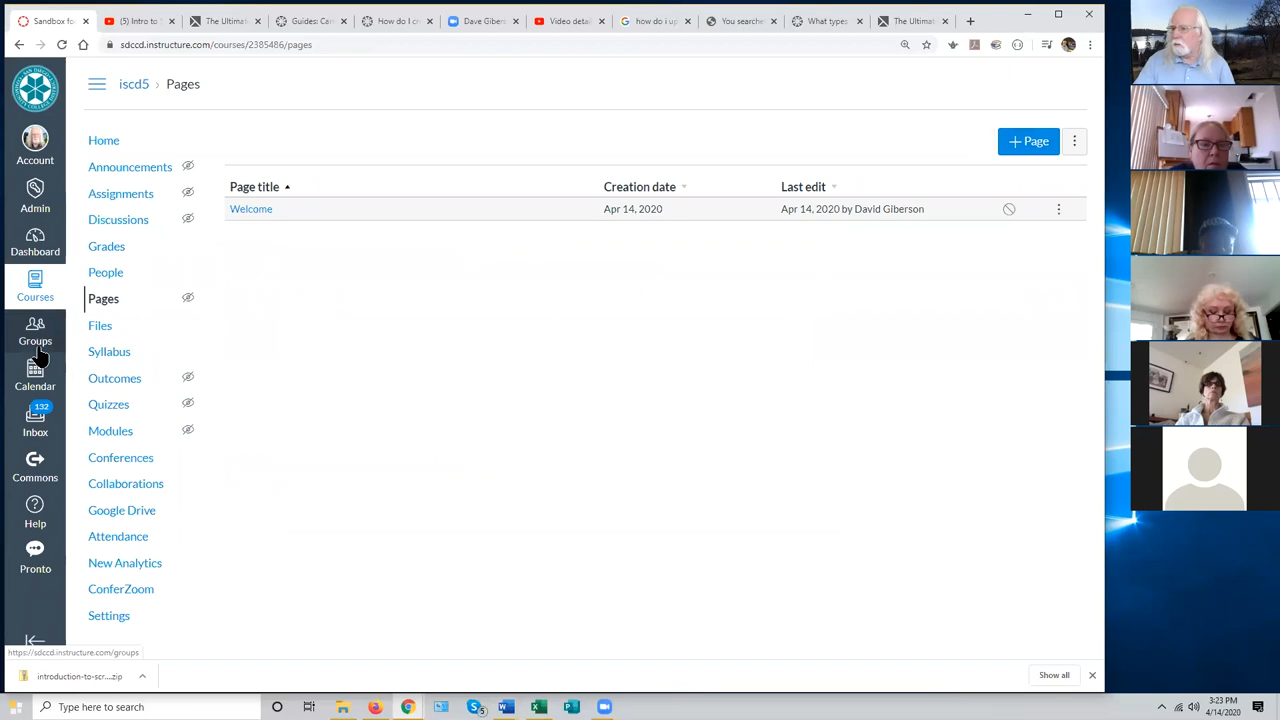 Sandbox for
(5) Intro to S
The Ultima
Guides: Can
How do I cr
Dave Giber
Video detai
how do i up
You searche
What types
The Ultima
sdccd.instructure.com/courses/2385486/pages
iscd5 › Pages
Account
Admin
Dashboard
Courses
Groups
Calendar
132
Inbox
Commons
Help
Pronto
Home
Announcements
Assignments
Discussions
Grades
People
Pages
Files
Syllabus
Outcomes
Quizzes
Modules
Conferences
Collaborations
Google Drive
Attendance
New Analytics
ConferZoom
Settings
+ Page
Page title Creation date Last edit
Welcome Apr 14, 2020 Apr 14, 2020 by David Giberson
https://sdccd.instructure.com/groups
introduction-to-scr....zip
Show all
Type here to search
5
3:23 PM
4/14/2020